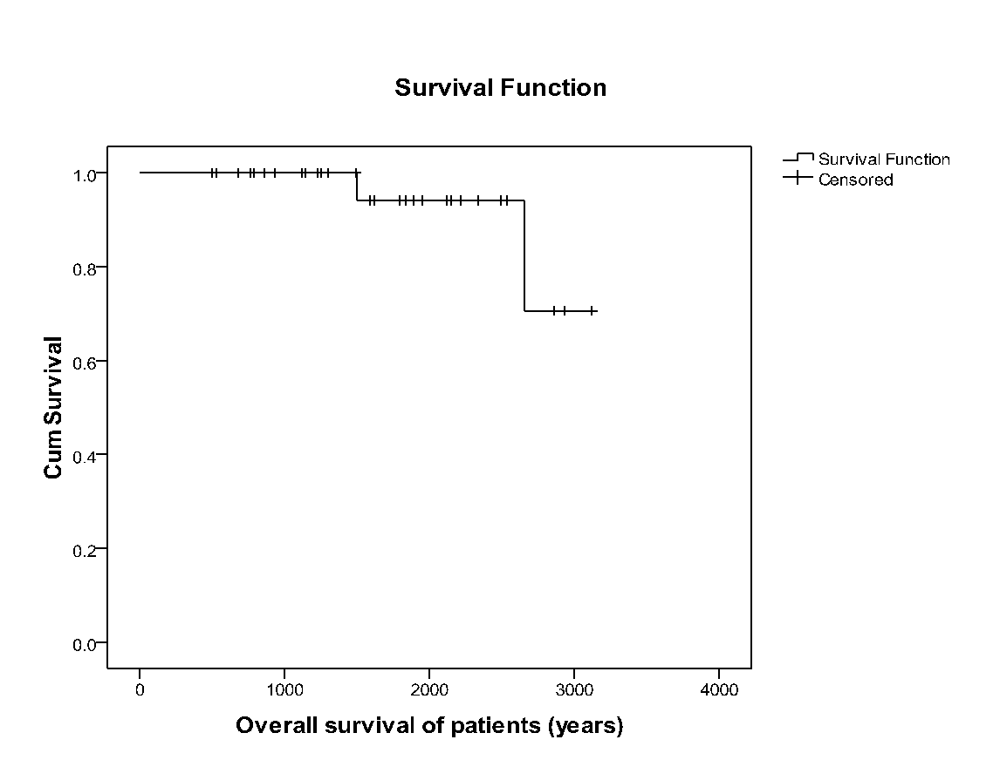 Survival Function
Survival Function
Censored
1.0
0.8
0.6
0.4
0.2
0.0
Cum Survival
0 1000 2000 3000 4000
Overall survival of patients (years)